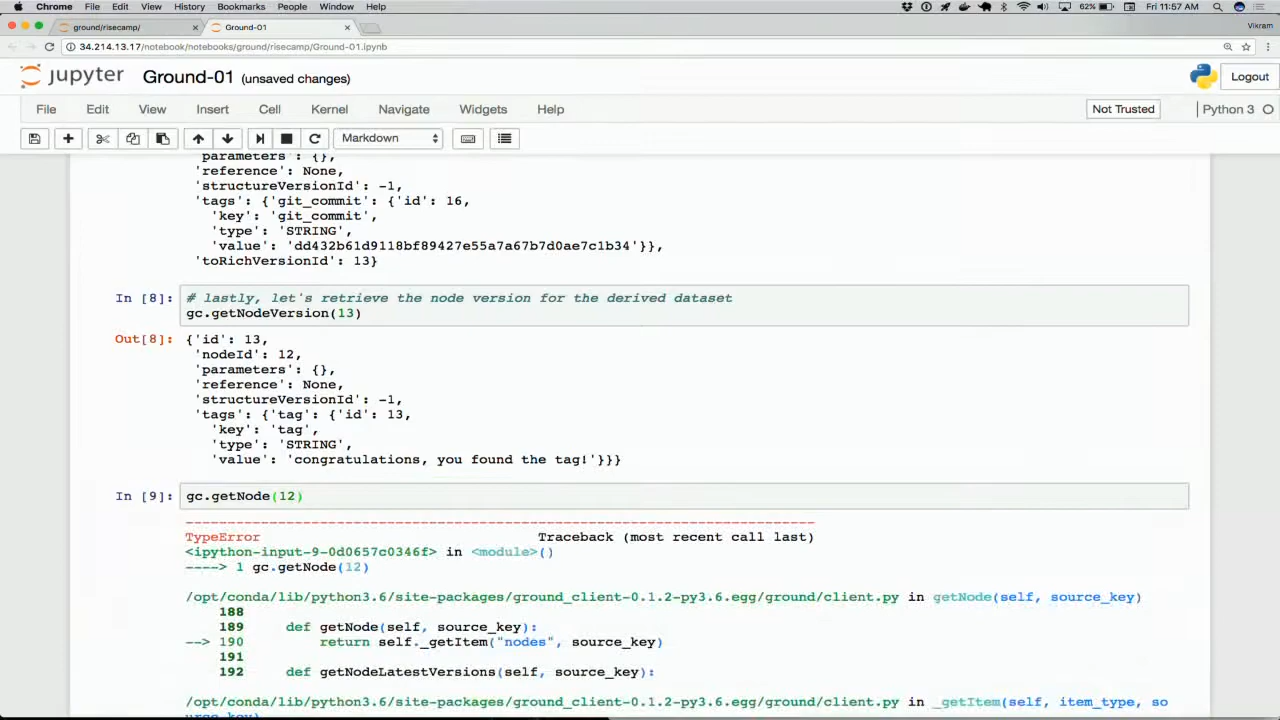 Chrome File Edit View History Bookmarks People Window Help 62% Fri 11:57 AM
ground/risecamp/ Ground-01 Vikram
34.214.13.17/notebook/notebooks/ground/risecamp/Ground-01.ipynb
jupyter Ground-01 (unsaved changes) Logout
File Edit View Insert Cell Kernel Navigate Widgets Help Not Trusted Python 3
Markdown
'parameters': {},
'reference': None,
'structureVersionId': -1,
'tags': {'git_commit': {'id': 16,
'key': 'git_commit',
'type': 'STRING',
'value': 'dd432b61d9118bf89427e55a7a67b7d0ae7c1b34'}},
'toRichVersionId': 13}
In [8]: # lastly, let's retrieve the node version for the derived dataset
gc.getNodeVersion(13)
Out[8]: {'id': 13,
'nodeId': 12,
'parameters': {},
'reference': None,
'structureVersionId': -1,
'tags': {'tag': {'id': 13,
'key': 'tag',
'type': 'STRING',
'value': 'congratulations, you found the tag!'}}}
In [9]: gc.getNode(12)
---------------------------------------------------------------------------
TypeError Traceback (most recent call last)
<ipython-input-9-0d0657c0346f> in <module>()
----> 1 gc.getNode(12)
/opt/conda/lib/python3.6/site-packages/ground_client-0.1.2-py3.6.egg/ground/client.py in getNode(self, source_key)
188
189 def getNode(self, source_key):
--> 190 return self._getItem("nodes", source_key)
191
192 def getNodeLatestVersions(self, source_key):
/opt/conda/lib/python3.6/site-packages/ground_client-0.1.2-py3.6.egg/ground/client.py in _getItem(self, item_type, so
urce_key)